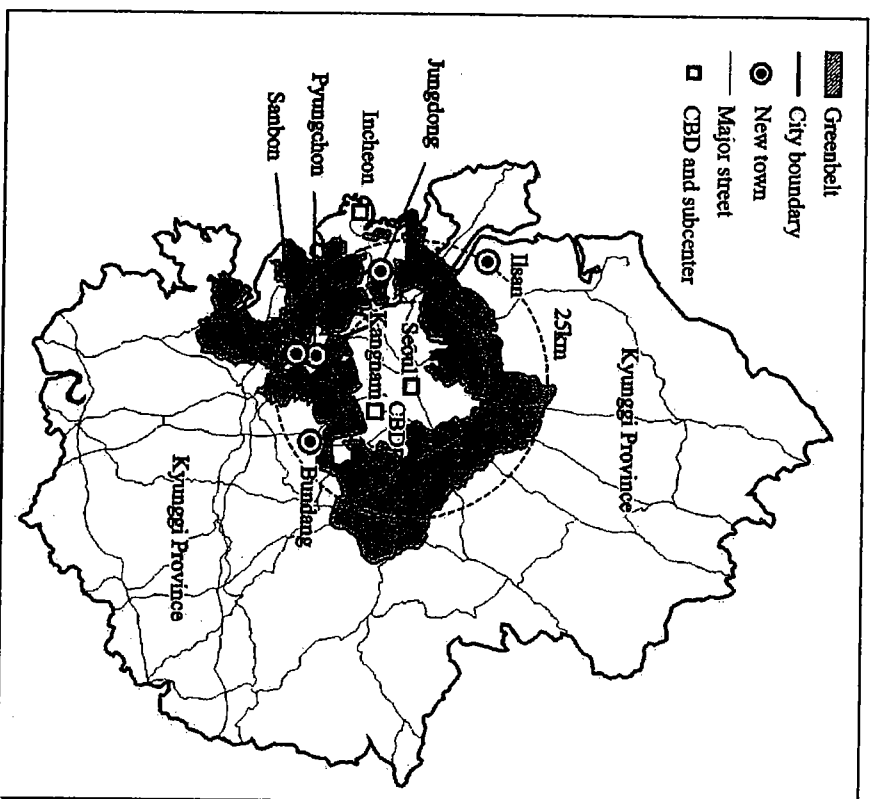 Greenbelt
City boundary
New town
Major street
CBD and subcenter
Jungdong
Incheon
Pyungchon
Sanbon
Ilsan
25km
Kyunggi Province
Seoul
CBD
Kangnam
Bundang
Kyunggi Province